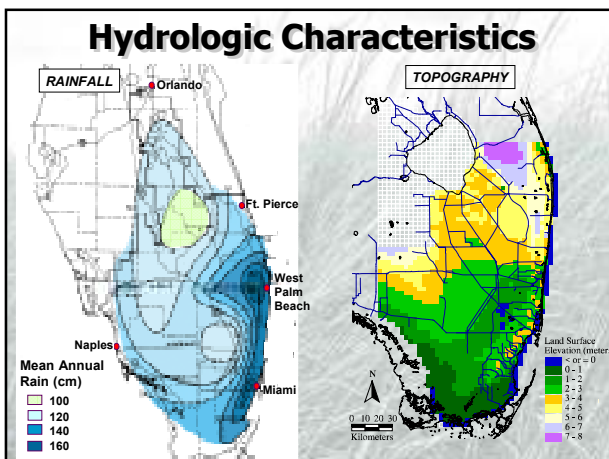 Hydrologic Characteristics
RAINFALL
Orlando
Ft. Pierce
West
Palm
Beach
Naples
Miami
Mean Annual
Rain (cm)
100
120
140
160
TOPOGRAPHY
N
0 10 20 30
Kilometers
Land Surface
Elevation (meter
< or = 0
0 - 1
1 - 2
2 - 3
3 - 4
4 - 5
5 - 6
6 - 7
7 - 8